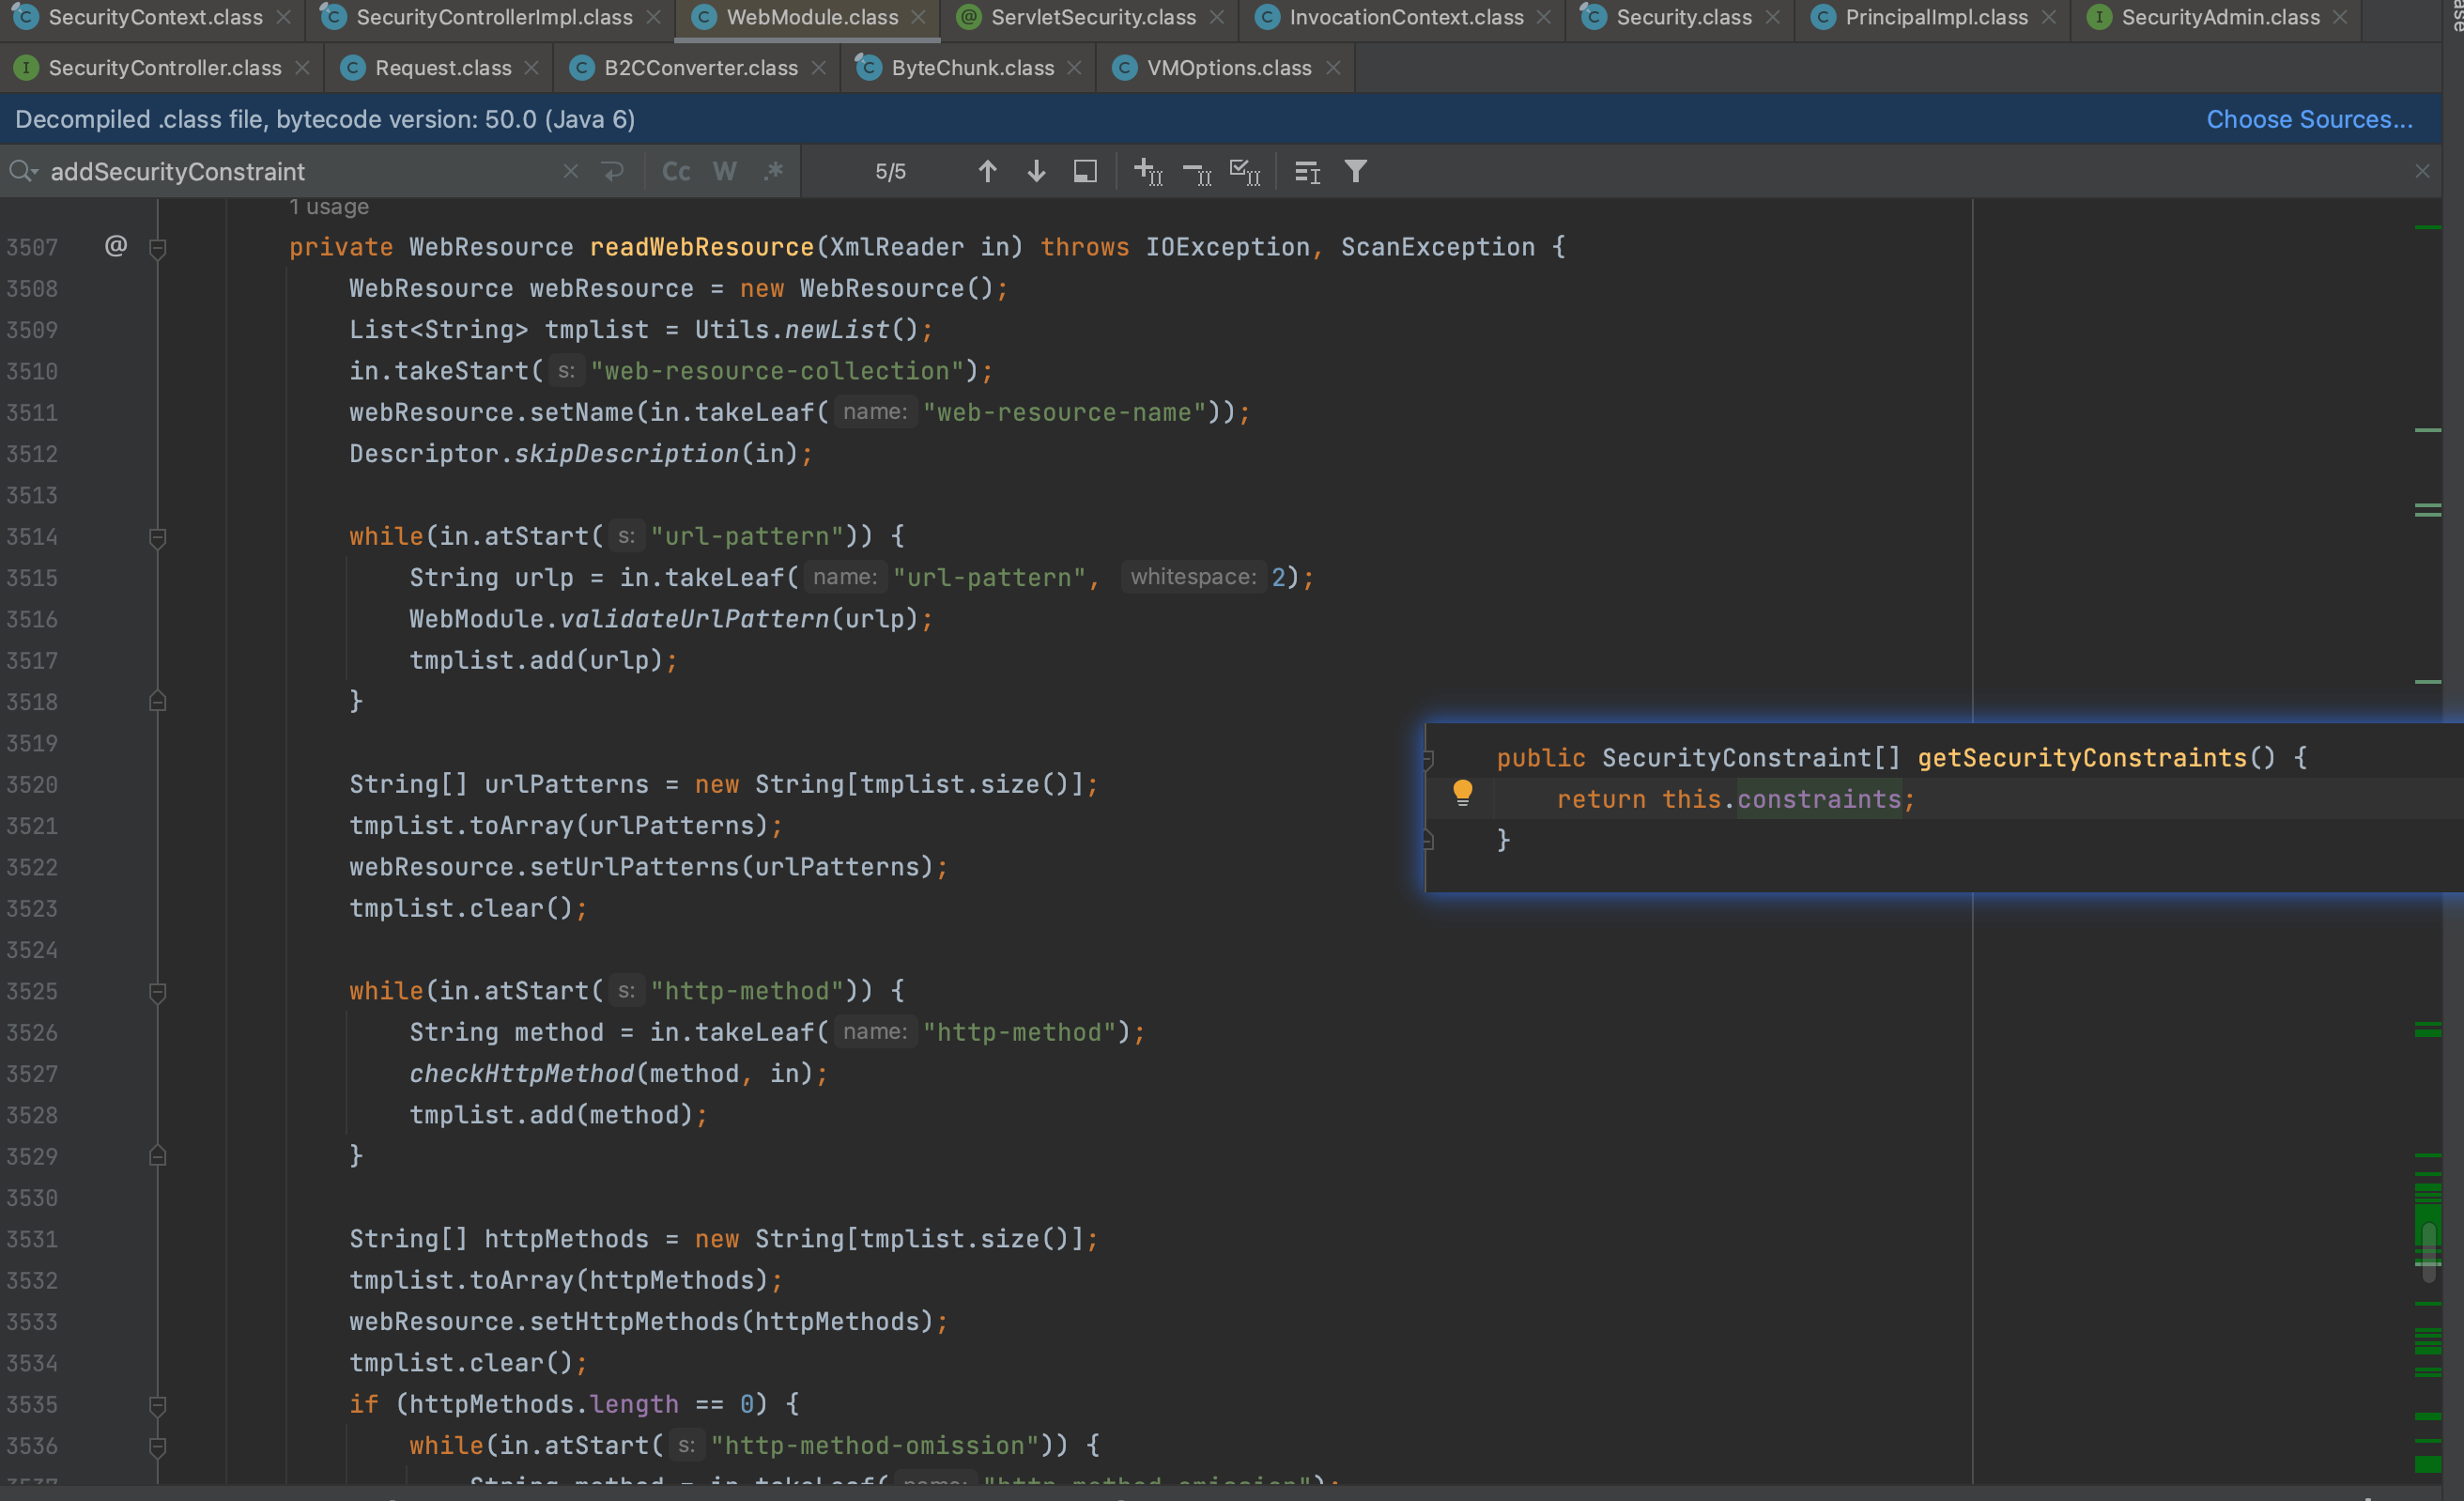 SecurityContext.class SecurityControllerImpl.class WebModule.class ServletSecurity.class InvocationContext.class Security.class PrincipalImpl.class SecurityAdmin.class
SecurityController.class Request.class B2CConverter.class ByteChunk.class VMOptions.class
Decompiled .class file, bytecode version: 50.0 (Java 6) Choose Sources...
addSecurityConstraint Cc W .* 5/5
1 usage
3507 @ private WebResource readWebResource(XmlReader in) throws IOException, ScanException {
3508 WebResource webResource = new WebResource();
3509 List<String> tmplist = Utils.newList();
3510 in.takeStart( s: "web-resource-collection");
3511 webResource.setName(in.takeLeaf( name: "web-resource-name"));
3512 Descriptor.skipDescription(in);
3513
3514 while(in.atStart( s: "url-pattern")) {
3515 String urlp = in.takeLeaf( name: "url-pattern", whitespace: 2);
3516 WebModule.validateUrlPattern(urlp);
3517 tmplist.add(urlp);
3518 }
3519
3520 String[] urlPatterns = new String[tmplist.size()];
3521 tmplist.toArray(urlPatterns);
3522 webResource.setUrlPatterns(urlPatterns);
3523 tmplist.clear();
3524
3525 while(in.atStart( s: "http-method")) {
3526 String method = in.takeLeaf( name: "http-method");
3527 checkHttpMethod(method, in);
3528 tmplist.add(method);
3529 }
3530
3531 String[] httpMethods = new String[tmplist.size()];
3532 tmplist.toArray(httpMethods);
3533 webResource.setHttpMethods(httpMethods);
3534 tmplist.clear();
3535 if (httpMethods.length == 0) {
3536 while(in.atStart( s: "http-method-omission")) {
3537 String method = in.takeLeaf( name: "http-method-omission");
public SecurityConstraint[] getSecurityConstraints() {
return this.constraints;
}